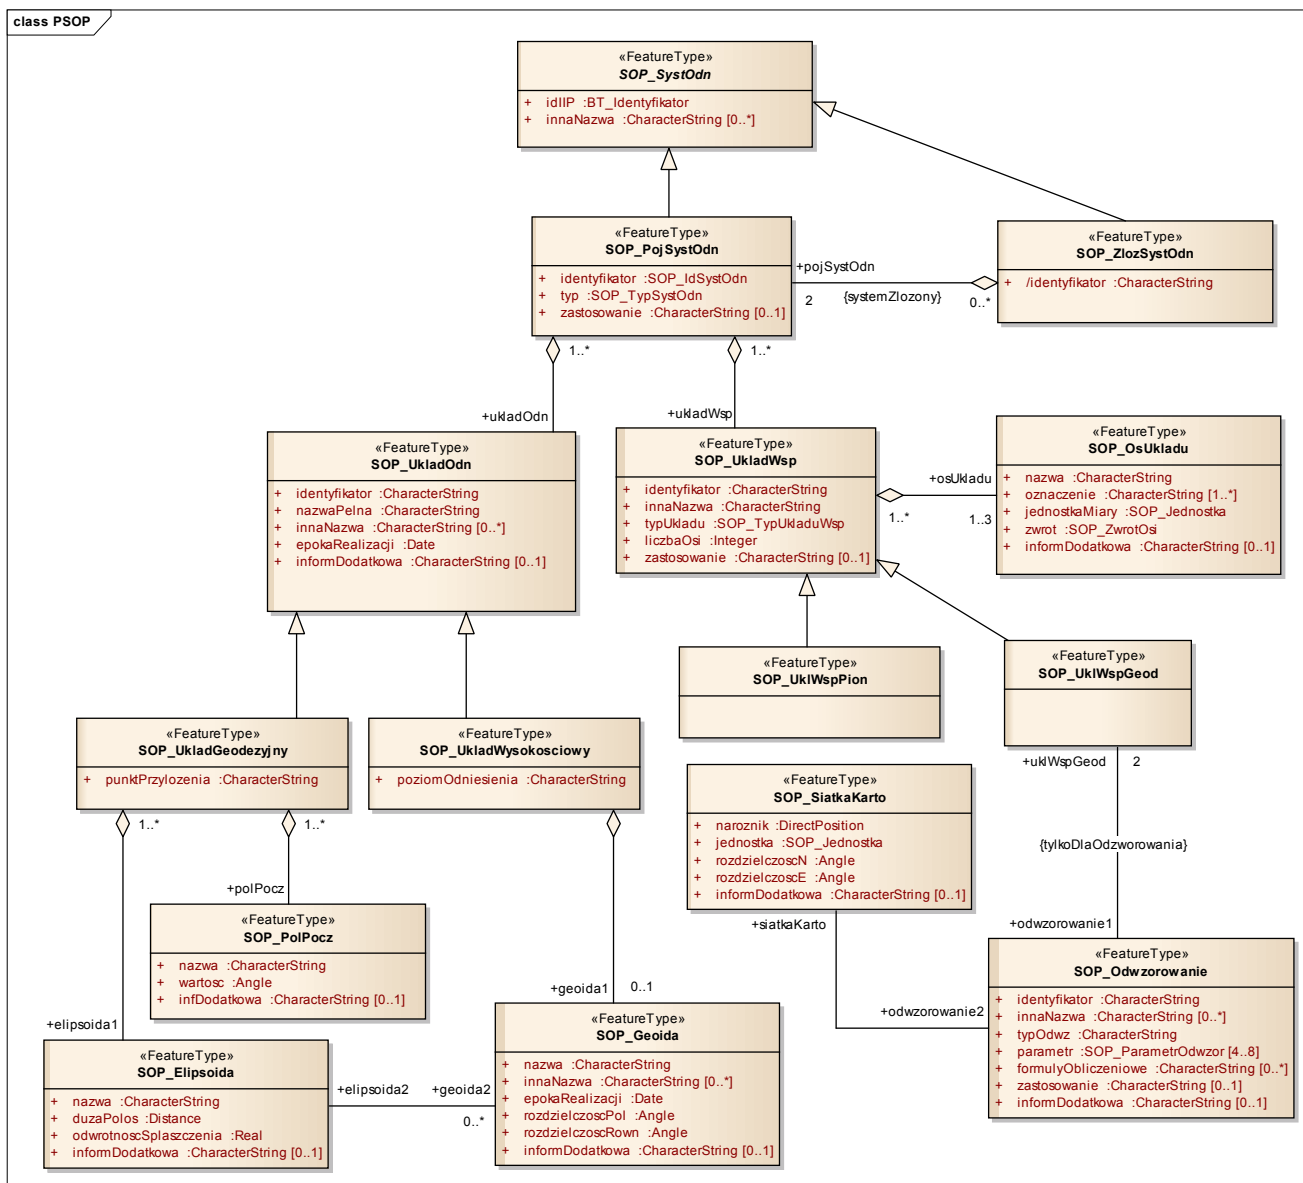 class PSOP
«FeatureType»
SOP_SystOdn
+ idIIP :BT_Identyfikator
+ innaNazwa :CharacterString [0..*]
«FeatureType»
SOP_PojSystOdn
+ identyfikator :SOP_IdSystOdn
+ typ :SOP_TypSystOdn
+ zastosowanie :CharacterString [0..1]
+pojSystOdn
2
{systemZlozony}
0..*
«FeatureType»
SOP_ZlozSystOdn
+ /identyfikator :CharacterString
1..*
1..*
+ukladOdn
+ukladWsp
«FeatureType»
SOP_UkladOdn
+ identyfikator :CharacterString
+ nazwaPelna :CharacterString
+ innaNazwa :CharacterString [0..*]
+ epokaRealizacji :Date
+ informDodatkowa :CharacterString [0..1]
«FeatureType»
SOP_UkladWsp
+ identyfikator :CharacterString
+ innaNazwa :CharacterString
+ typUkladu :SOP_TypUkladuWsp
+ liczbaOsi :Integer
+ zastosowanie :CharacterString [0..1]
+osUkladu
1..*
1..3
«FeatureType»
SOP_OsUkladu
+ nazwa :CharacterString
+ oznaczenie :CharacterString [1..*]
+ jednostkaMiary :SOP_Jednostka
+ zwrot :SOP_ZwrotOsi
+ informDodatkowa :CharacterString [0..1]
«FeatureType»
SOP_UklWspPion
«FeatureType»
SOP_UklWspGeod
+uklWspGeod
2
«FeatureType»
SOP_UkladGeodezyjny
+ punktPrzylozenia :CharacterString
«FeatureType»
SOP_UkladWysokosciowy
+ poziomOdniesienia :CharacterString
«FeatureType»
SOP_SiatkaKarto
+ naroznik :DirectPosition
+ jednostka :SOP_Jednostka
+ rozdzielczoscN :Angle
+ rozdzielczoscE :Angle
+ informDodatkowa :CharacterString [0..1]
{tylkoDlaOdzworowania}
1..*
1..*
+polPocz
«FeatureType»
SOP_PolPocz
+ nazwa :CharacterString
+ wartosc :Angle
+ infDodatkowa :CharacterString [0..1]
+siatkaKarto
+odwzorowanie1
+odwzorowanie2
«FeatureType»
SOP_Odwzorowanie
+ identyfikator :CharacterString
+ innaNazwa :CharacterString [0..*]
+ typOdwz :CharacterString
+ parametr :SOP_ParametrOdwzor [4..8]
+ formulyObliczeniowe :CharacterString [0..*]
+ zastosowanie :CharacterString [0..1]
+ informDodatkowa :CharacterString [0..1]
+elipsoida1
+geoida1
0..1
«FeatureType»
SOP_Elipsoida
+ nazwa :CharacterString
+ duzaPolos :Distance
+ odwrotnoscSplaszczenia :Real
+ informDodatkowa :CharacterString [0..1]
+elipsoida2
+geoida2
0..*
«FeatureType»
SOP_Geoida
+ nazwa :CharacterString
+ innaNazwa :CharacterString [0..*]
+ epokaRealizacji :Date
+ rozdzielczoscPol :Angle
+ rozdzielczoscRown :Angle
+ informDodatkowa :CharacterString [0..1]